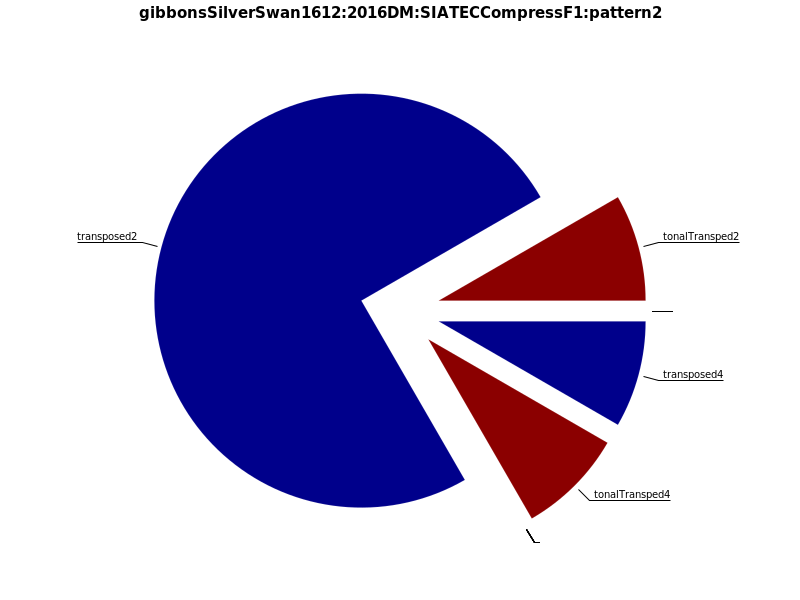 gibbonsSilverSwan1612:2016DM:SIATECCompressF1:pattern2
transposed2
tonalTransped2
transposed4
tonalTransped4